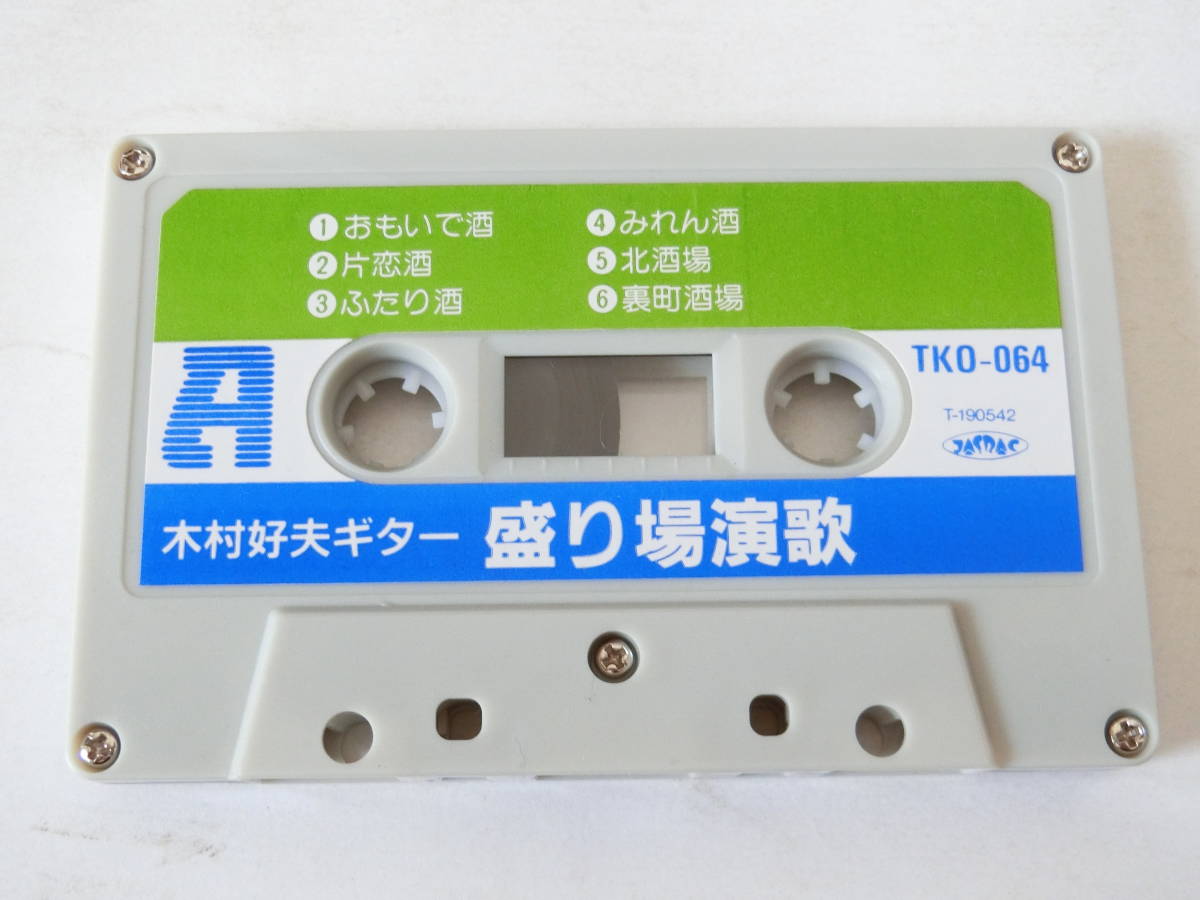 ❶おもいで酒
❷片恋酒
❸ふたり酒
❹みれん酒
❺北酒場
❻裏町酒場
A
TKO-064
T-190542
JASRAC
木村好夫ギター 盛り場演歌